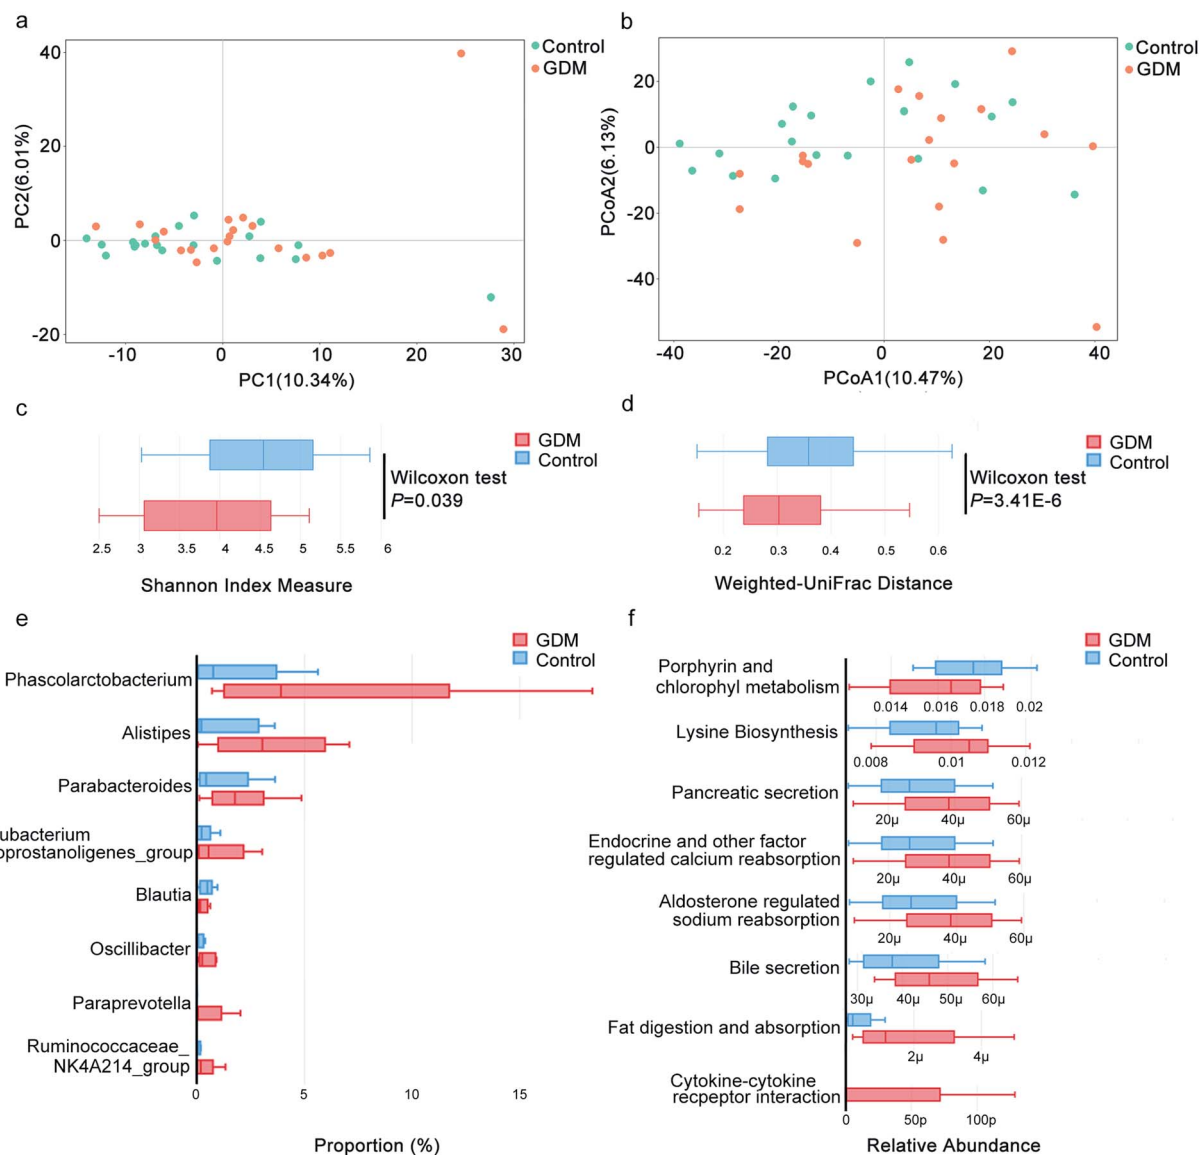 a
Control
GDM
40
20
0
-20
PC2(6.01%)
-10
0
10
20
30
PC1(10.34%)
b
Control
GDM
20
0
-20
-40
PCoA2(6.13%)
-40
-20
0
20
40
PCoA1(10.47%)
c
GDM
Control
Wilcoxon test
P=0.039
2.5 3 3.5 4 4.5 5 5.5 6
Shannon Index Measure
d
GDM
Control
Wilcoxon test
P=3.41E-6
0.2 0.3 0.4 0.5 0.6
Weighted-UniFrac Distance
e
GDM
Control
Phascolarctobacterium
Alistipes
Parabacteroides
ubacterium
oprostanoligenes_group
Blautia
Oscillibacter
Paraprevotella
Ruminococcaceae_
NK4A214_group
0 5 10 15
Proportion (%)
f
GDM
Control
Porphyrin and
chlorophyl metabolism
0.014 0.016 0.018 0.02
Lysine Biosynthesis
0.008 0.01 0.012
Pancreatic secretion
20μ 40μ 60μ
Endocrine and other factor
regulated calcium reabsorption
20μ 40μ 60μ
Aldosterone regulated
sodium reabsorption
20μ 40μ 60μ
Bile secretion
30μ 40μ 50μ 60μ
Fat digestion and absorption
2μ 4μ
Cytokine-cytokine
recpeptor interaction
0 50p 100p
Relative Abundance